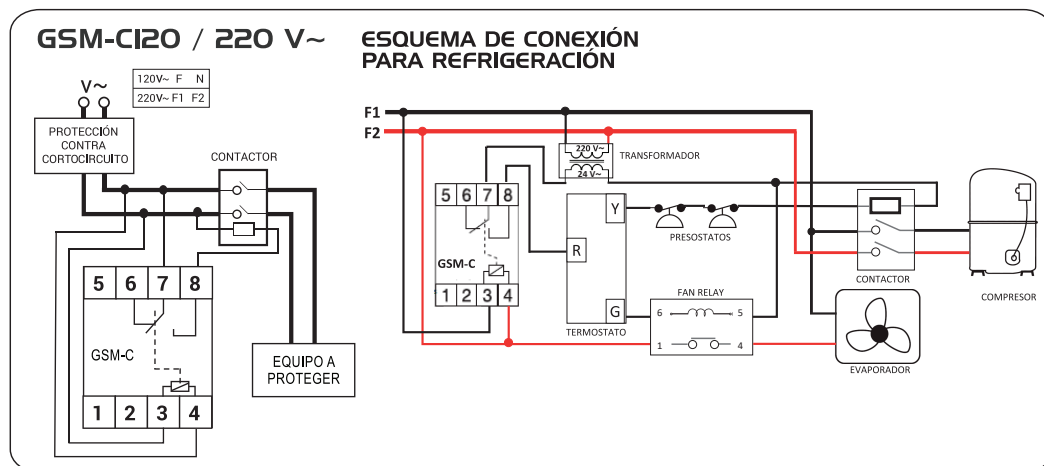 GSM-C120 / 220 V~
ESQUEMA DE CONEXIÓN
PARA REFRIGERACIÓN
V~
120V~ F N
220V~ F1 F2
PROTECCIÓN
CONTRA
CORTOCIRCUITO
CONTACTOR
5 6 7 8
GSM-C
1 2 3 4
EQUIPO A
PROTEGER
F1
F2
220 V~
24 V~
TRANSFORMADOR
5 6 7 8
GSM-C
1 2 3 4
Y
R
G
TERMOSTATO
PRESOSTATOS
FAN RELAY
6 5
1 4
CONTACTOR
COMPRESOR
EVAPORADOR